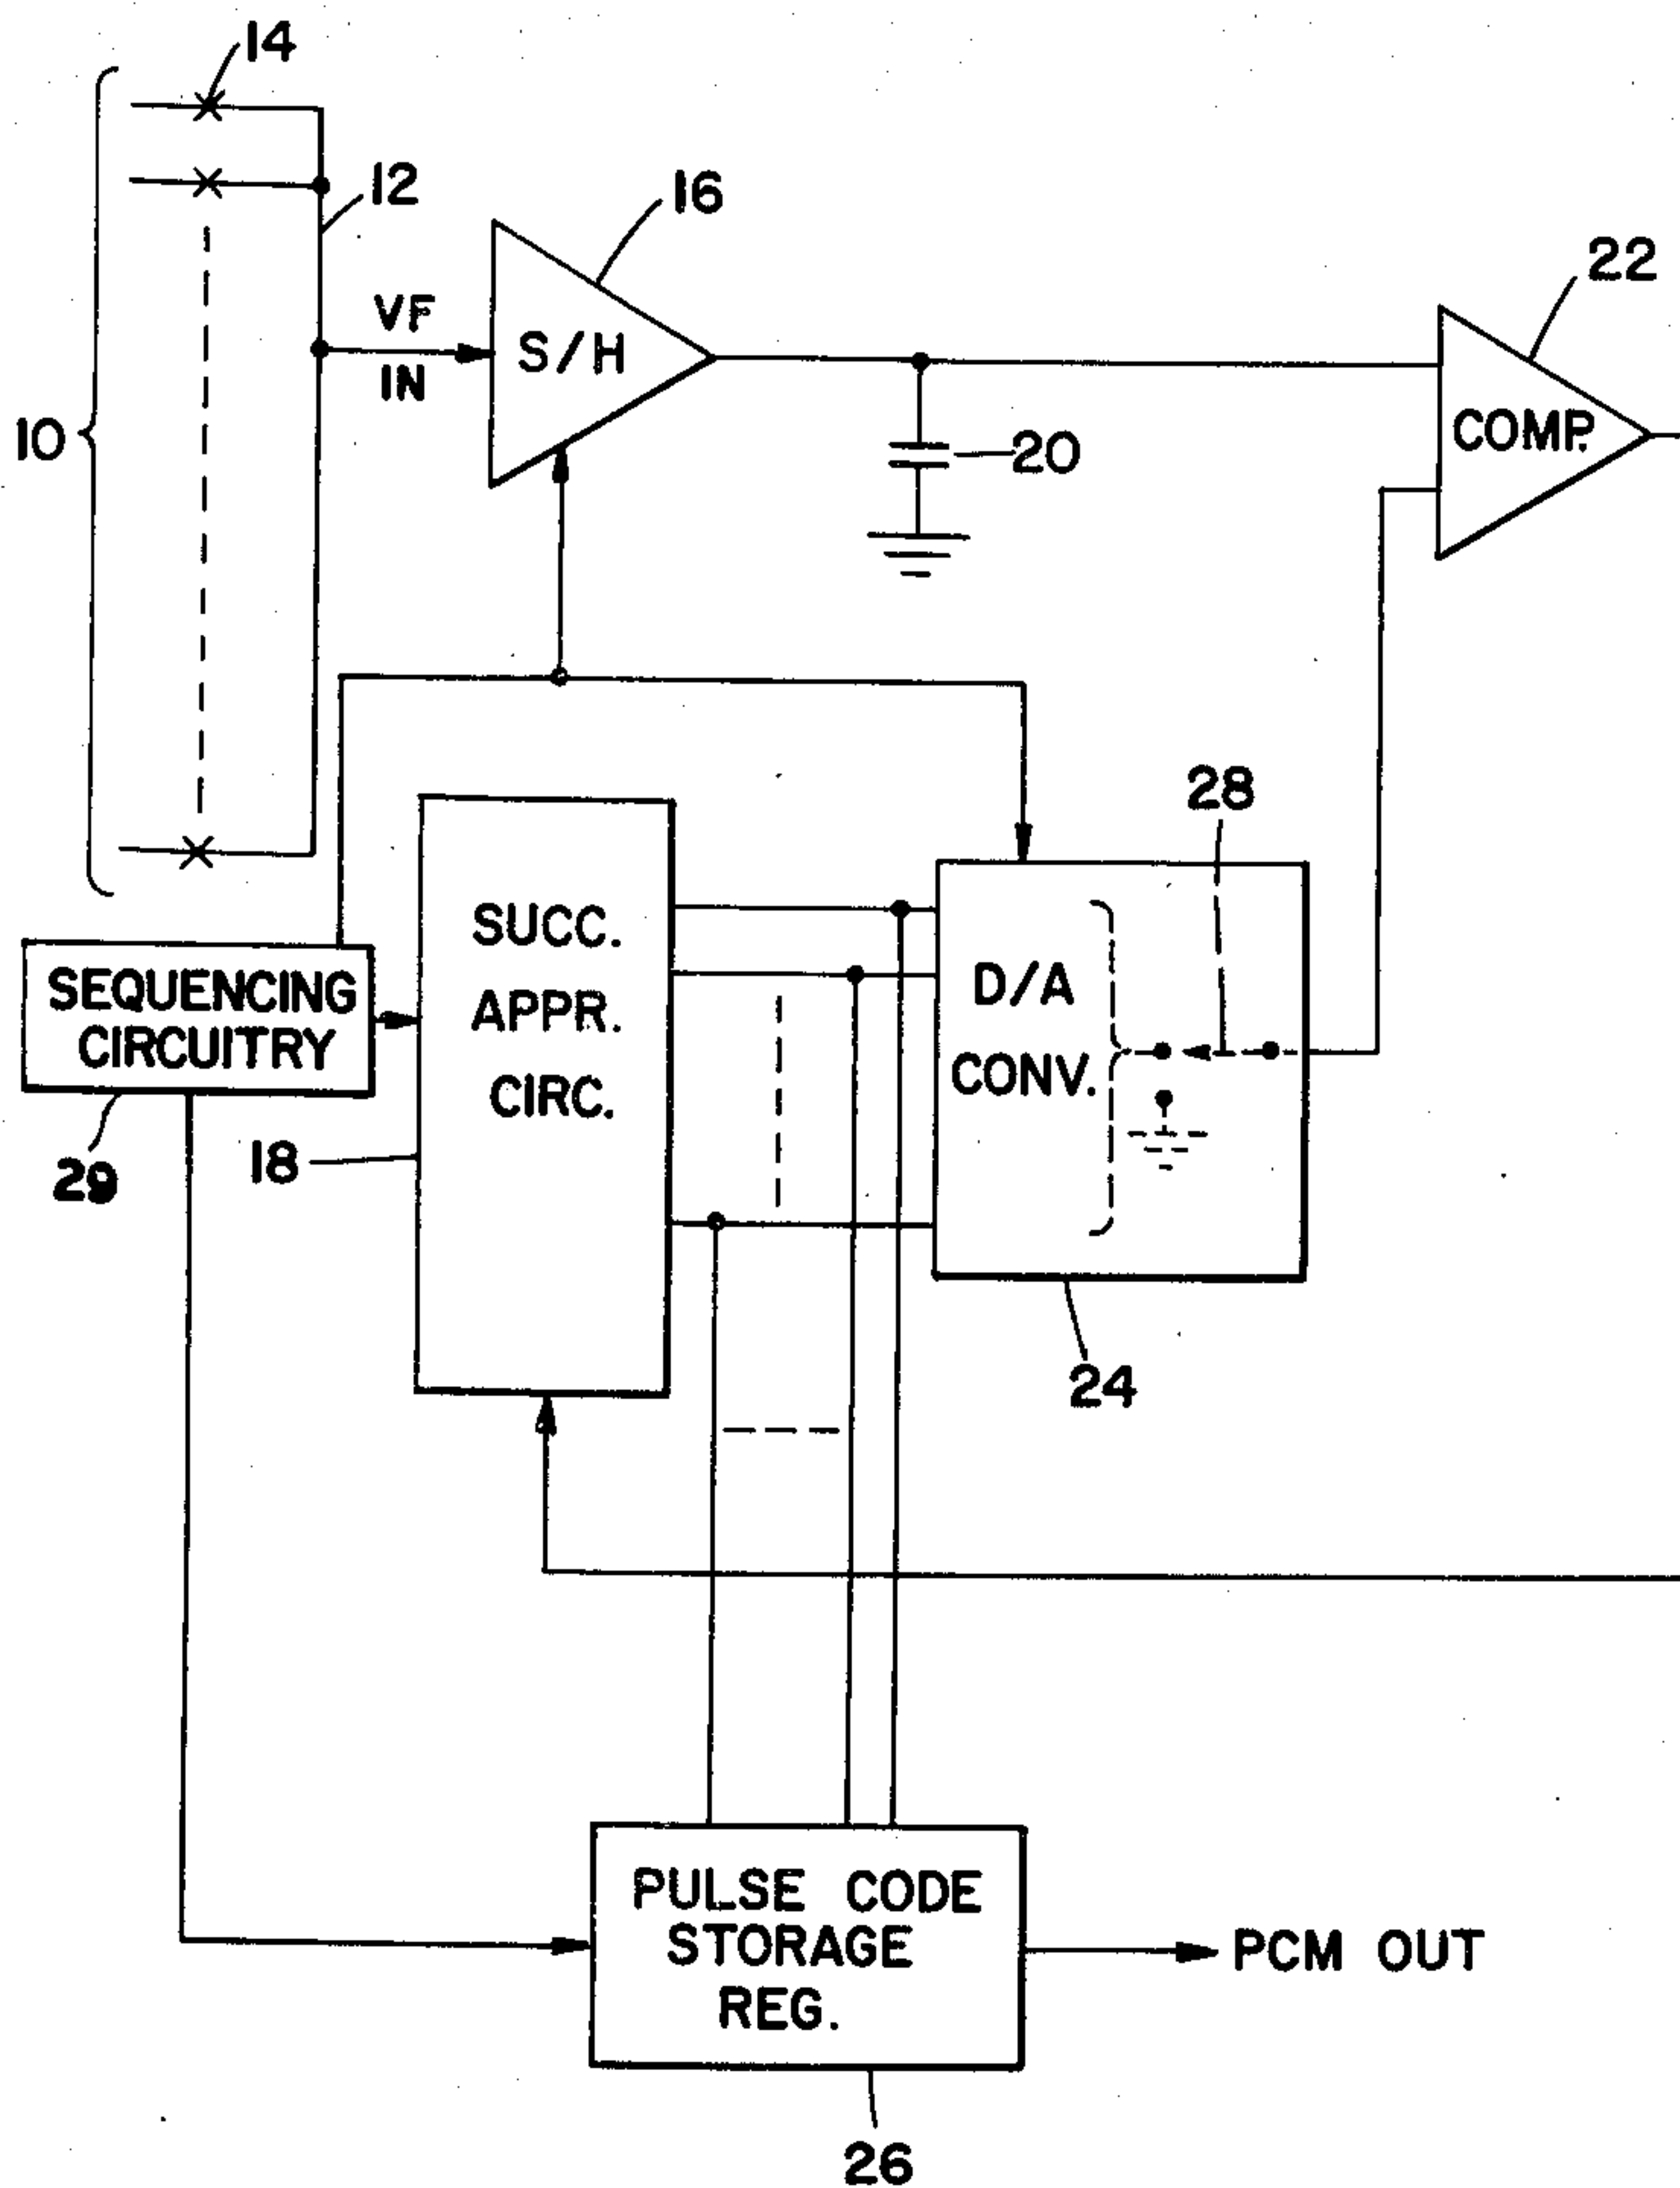 14
12
16
22
VF
IN
S/H
10
COMP.
20
28
SUCC.
APPR.
CIRC.
D/A
CONV.
SEQUENCING
CIRCUITRY
29
18
24
PULSE CODE
STORAGE
REG.
PCM OUT
26